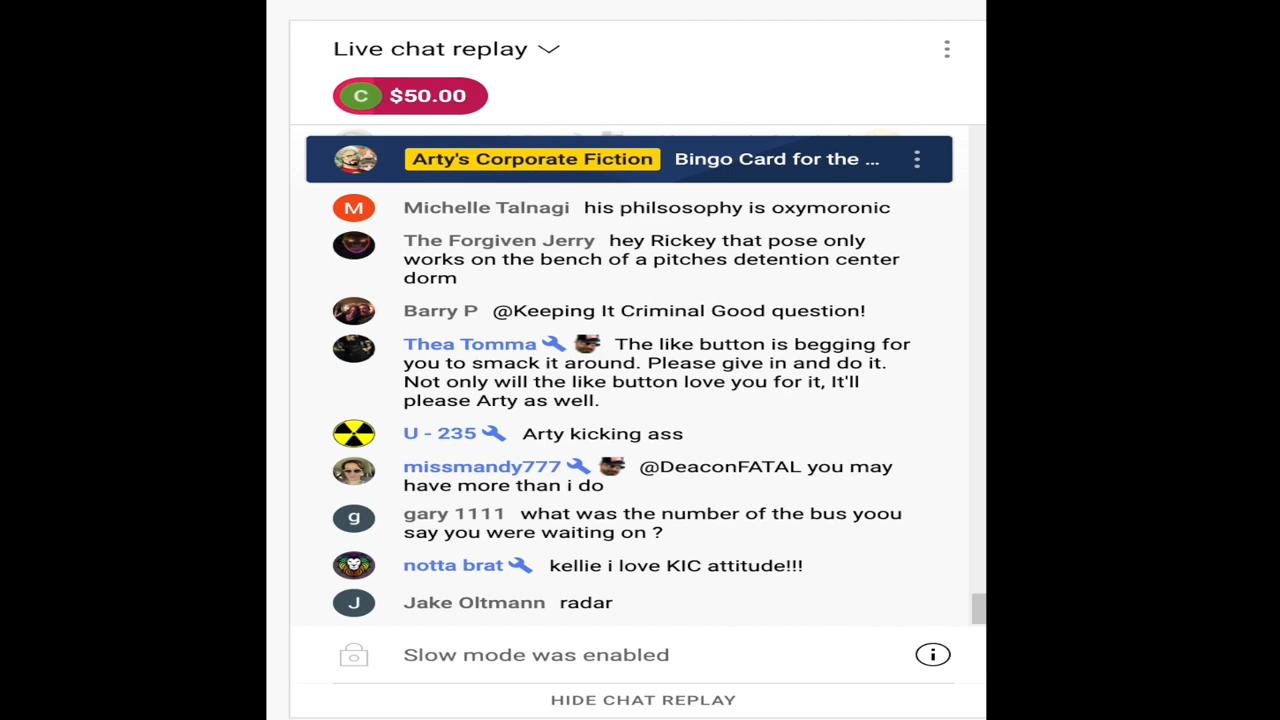 Live chat replay
C $50.00
Arty's Corporate Fiction Bingo Card for the ...
M Michelle Talnagi his philsosophy is oxymoronic
The Forgiven Jerry hey Rickey that pose only
works on the bench of a pitches detention center
dorm
Barry P @Keeping It Criminal Good question!
Thea Tomma The like button is begging for
you to smack it around. Please give in and do it.
Not only will the like button love you for it, It'll
please Arty as well.
U - 235 Arty kicking ass
missmandy777 @DeaconFATAL you may
have more than i do
g gary 1111 what was the number of the bus yoou
say you were waiting on ?
notta brat kellie i love KIC attitude!!!
J Jake Oltmann radar
Slow mode was enabled
HIDE CHAT REPLAY